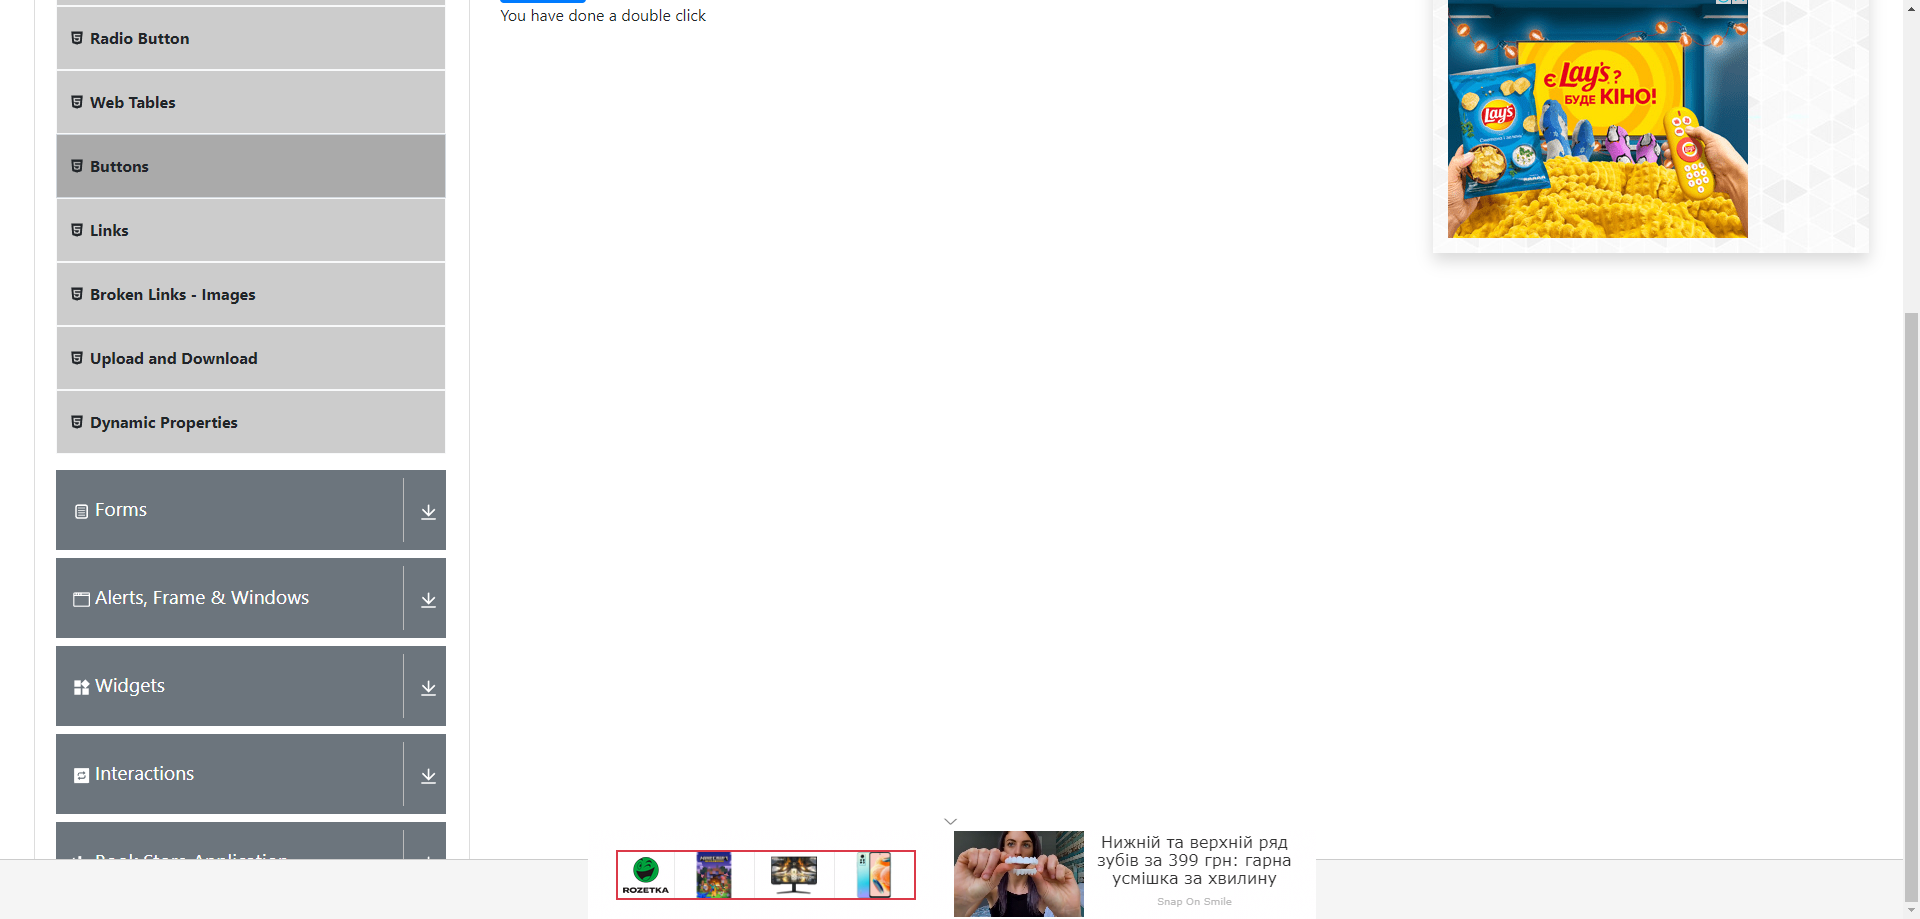 You have done a double click
Radio Button
Web Tables
Buttons
Links
Broken Links - Images
Upload and Download
Dynamic Properties
Forms
Alerts, Frame & Windows
Widgets
Interactions
є Lay's?
БУДЕ КІНО!
Lay's
ROZETKA
MINECRAFT
Нижній та верхній ряд
зубів за 399 грн: гарна
усмішка за хвилину
Snap On Smile